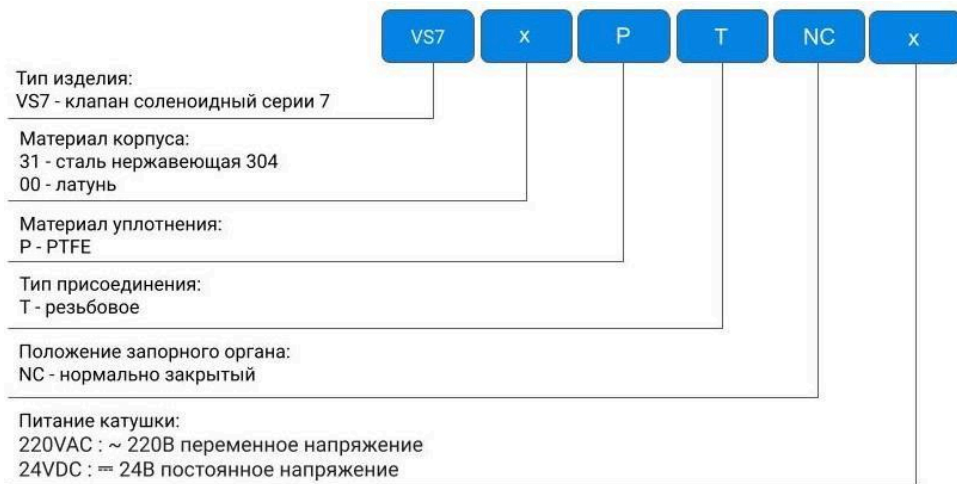 VS7 x P T NC x
Тип изделия:
VS7 - клапан соленоидный серии 7
Материал корпуса:
31 - сталь нержавеющая 304
00 - латунь
Материал уплотнения:
P - PTFE
Тип присоединения:
T - резьбовое
Положение запорного органа:
NC - нормально закрытый
Питание катушки:
220VAC : ~ 220В переменное напряжение
24VDC : ⎓ 24В постоянное напряжение